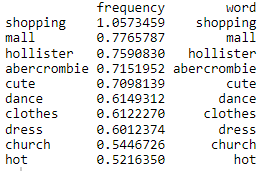 frequency word
shopping 1.0573459 shopping
mall 0.7765787 mall
hollister 0.7590830 hollister
abercrombie 0.7151952 abercrombie
cute 0.7098139 cute
dance 0.6149312 dance
clothes 0.6122270 clothes
dress 0.6012374 dress
church 0.5446726 church
hot 0.5216350 hot